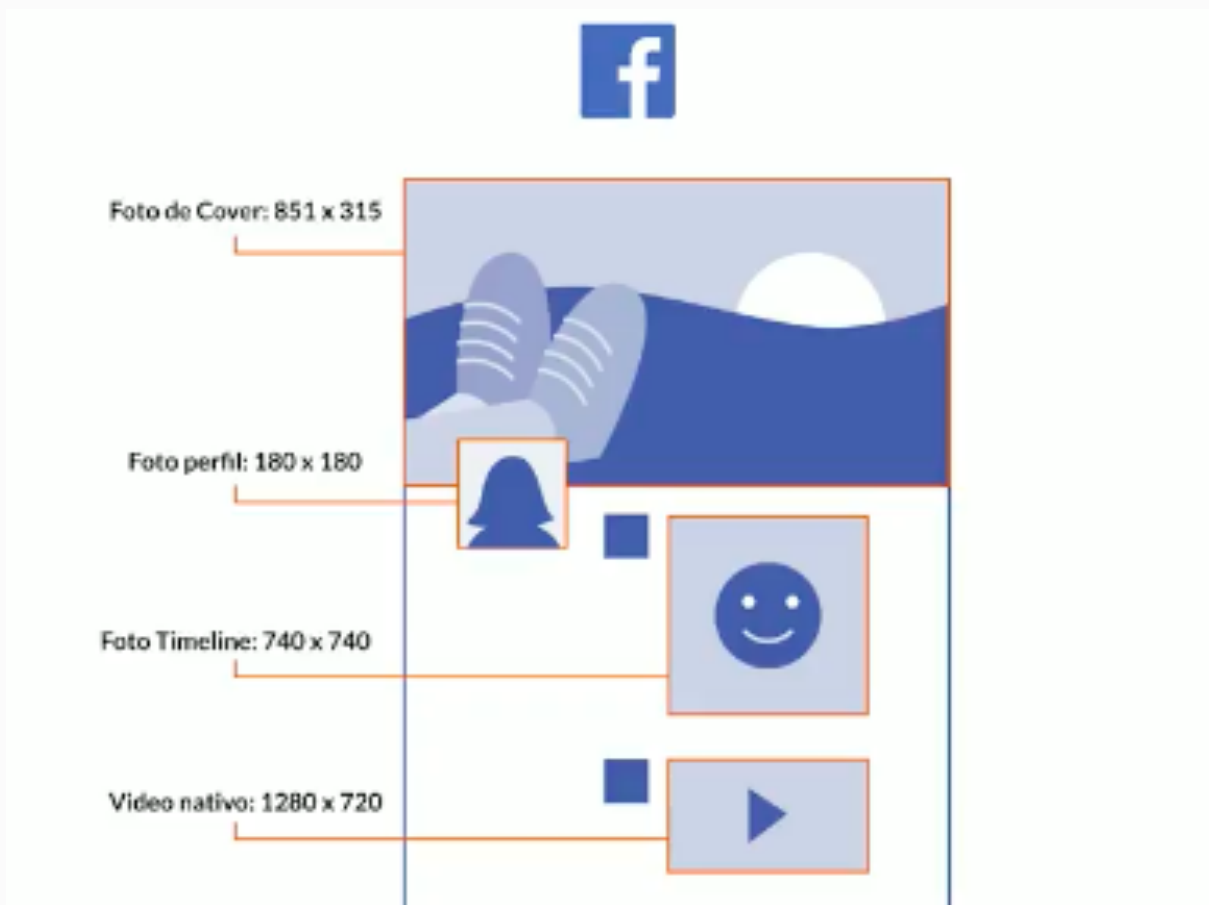 f
Foto de Cover: 851 x 315
Foto perfil: 180 x 180
Foto Timeline: 740 x 740
Video nativo: 1280 x 720